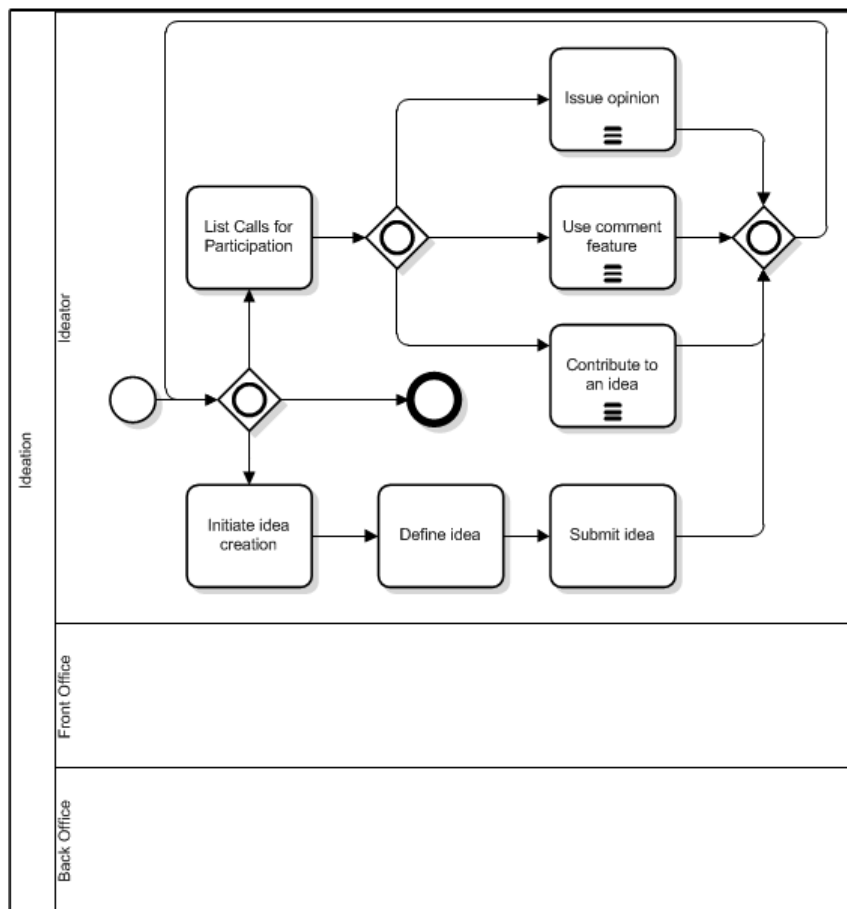 Ideation
Ideator
Issue opinion
List Calls for
Participation
Use comment
feature
Contribute to
an idea
Initiate idea
creation
Define idea
Submit idea
Front Office
Back Office